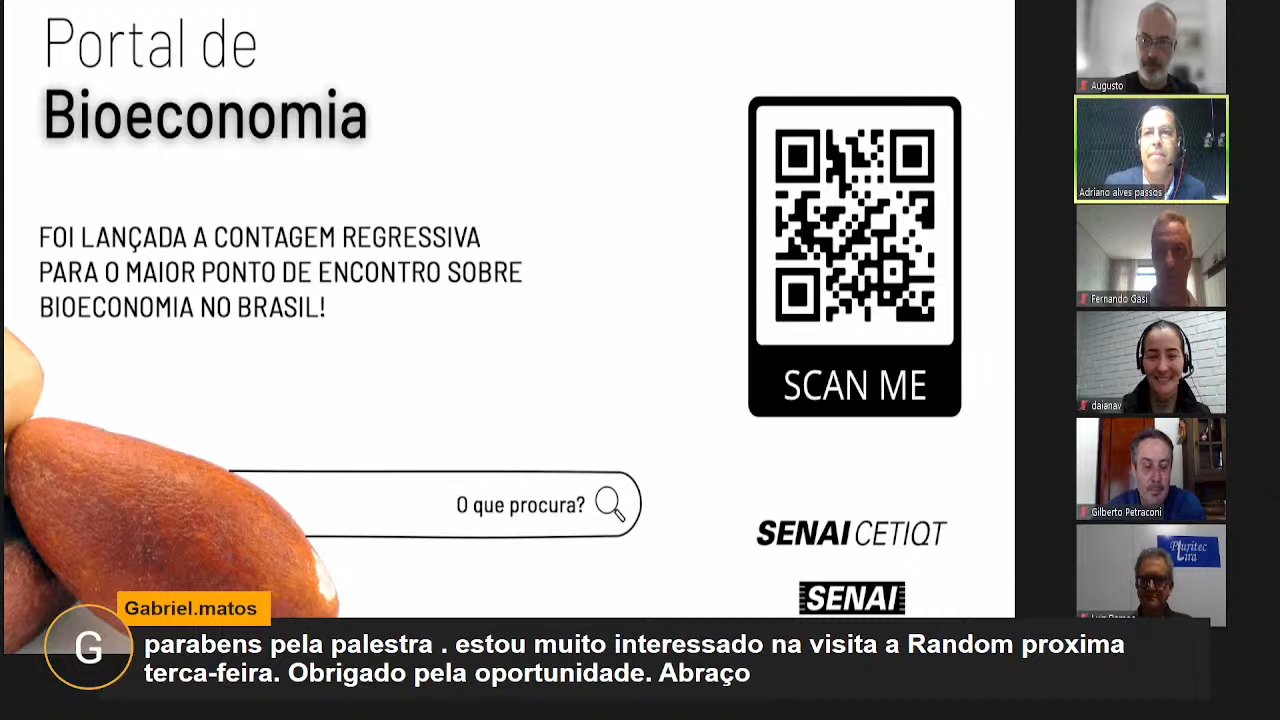 Portal de
Bioeconomia
FOI LANÇADA A CONTAGEM REGRESSIVA
PARA O MAIOR PONTO DE ENCONTRO SOBRE
BIOECONOMIA NO BRASIL!
O que procura?
SCAN ME
SENAI CETIQT
SENAI
Augusto
Adriano alves passos
Fernando Gasi
daianav
Gilberto Petraconi
Pluritec
Lira
Gabriel.matos
G
parabens pela palestra . estou muito interessado na visita a Random proxima
terca-feira. Obrigado pela oportunidade. Abraço